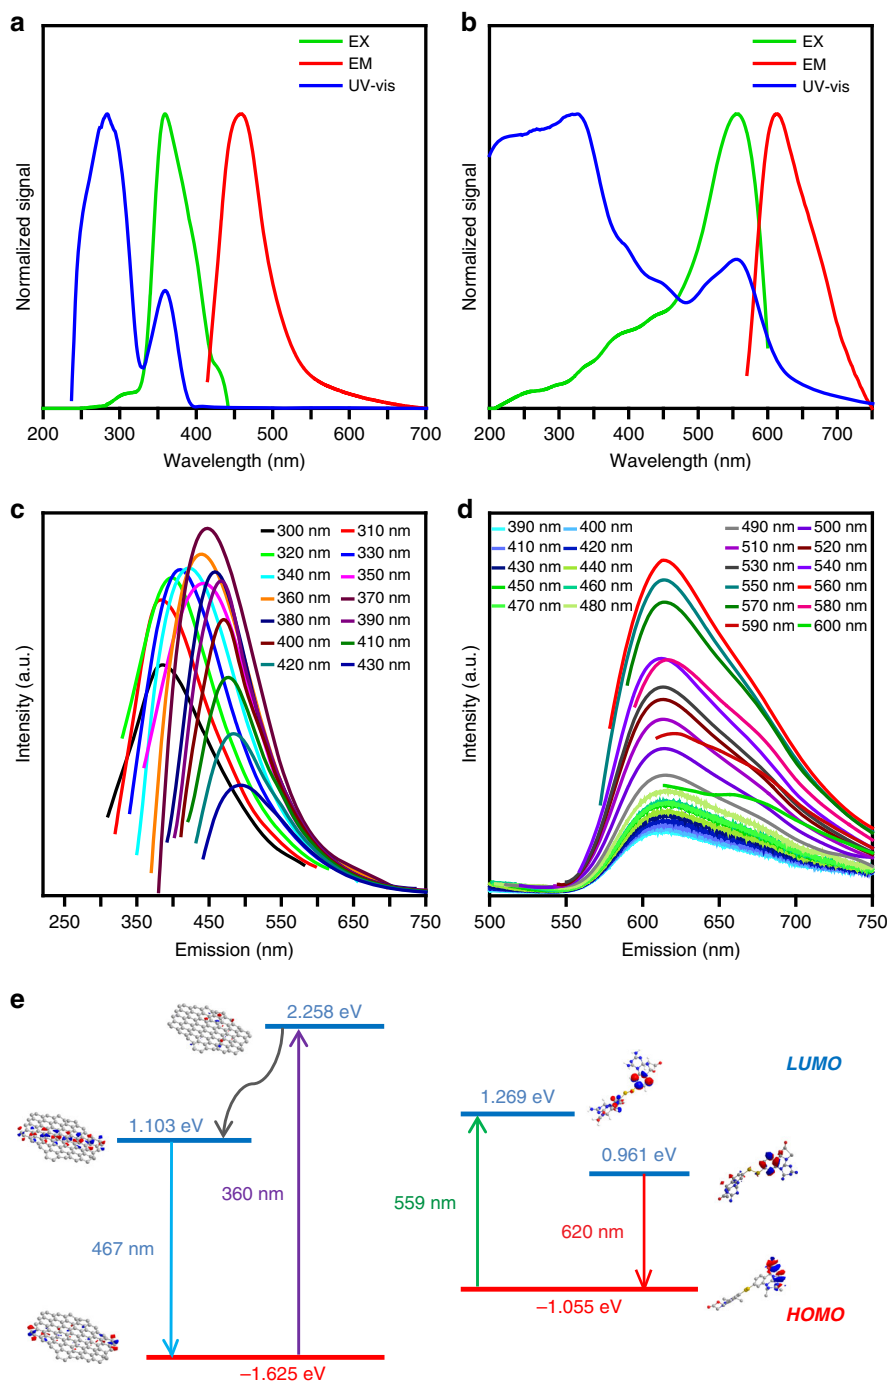 a
EX
EM
UV-vis
Normalized signal
200 300 400 500 600 700
Wavelength (nm)
b
EX
EM
UV-vis
Normalized signal
200 300 400 500 600 700
Wavelength (nm)
c
300 nm 310 nm
320 nm 330 nm
340 nm 350 nm
360 nm 370 nm
380 nm 390 nm
400 nm 410 nm
420 nm 430 nm
Intensity (a.u.)
250 350 450 550 650 750
Emission (nm)
d
390 nm 400 nm 490 nm 500 nm
410 nm 420 nm 510 nm 520 nm
430 nm 440 nm 530 nm 540 nm
450 nm 460 nm 550 nm 560 nm
470 nm 480 nm 570 nm 580 nm
590 nm 600 nm
Intensity (a.u.)
500 550 600 650 700 750
Emission (nm)
e
2.258 eV
1.103 eV
360 nm
467 nm
–1.625 eV
LUMO
1.269 eV
0.961 eV
559 nm
620 nm
–1.055 eV
HOMO